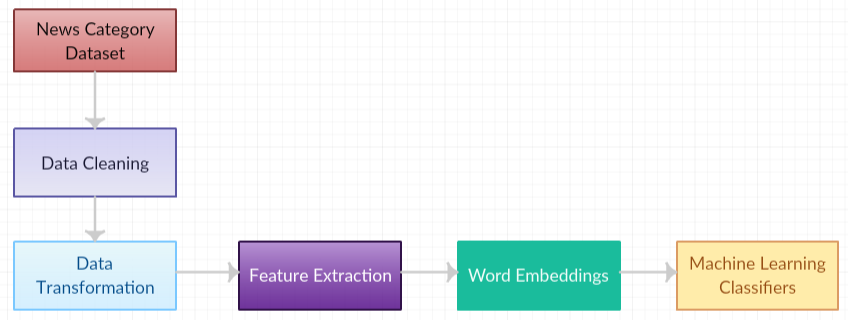 News Category
Dataset
Data Cleaning
Data
Transformation
Feature Extraction
Word Embeddings
Machine Learning
Classifiers